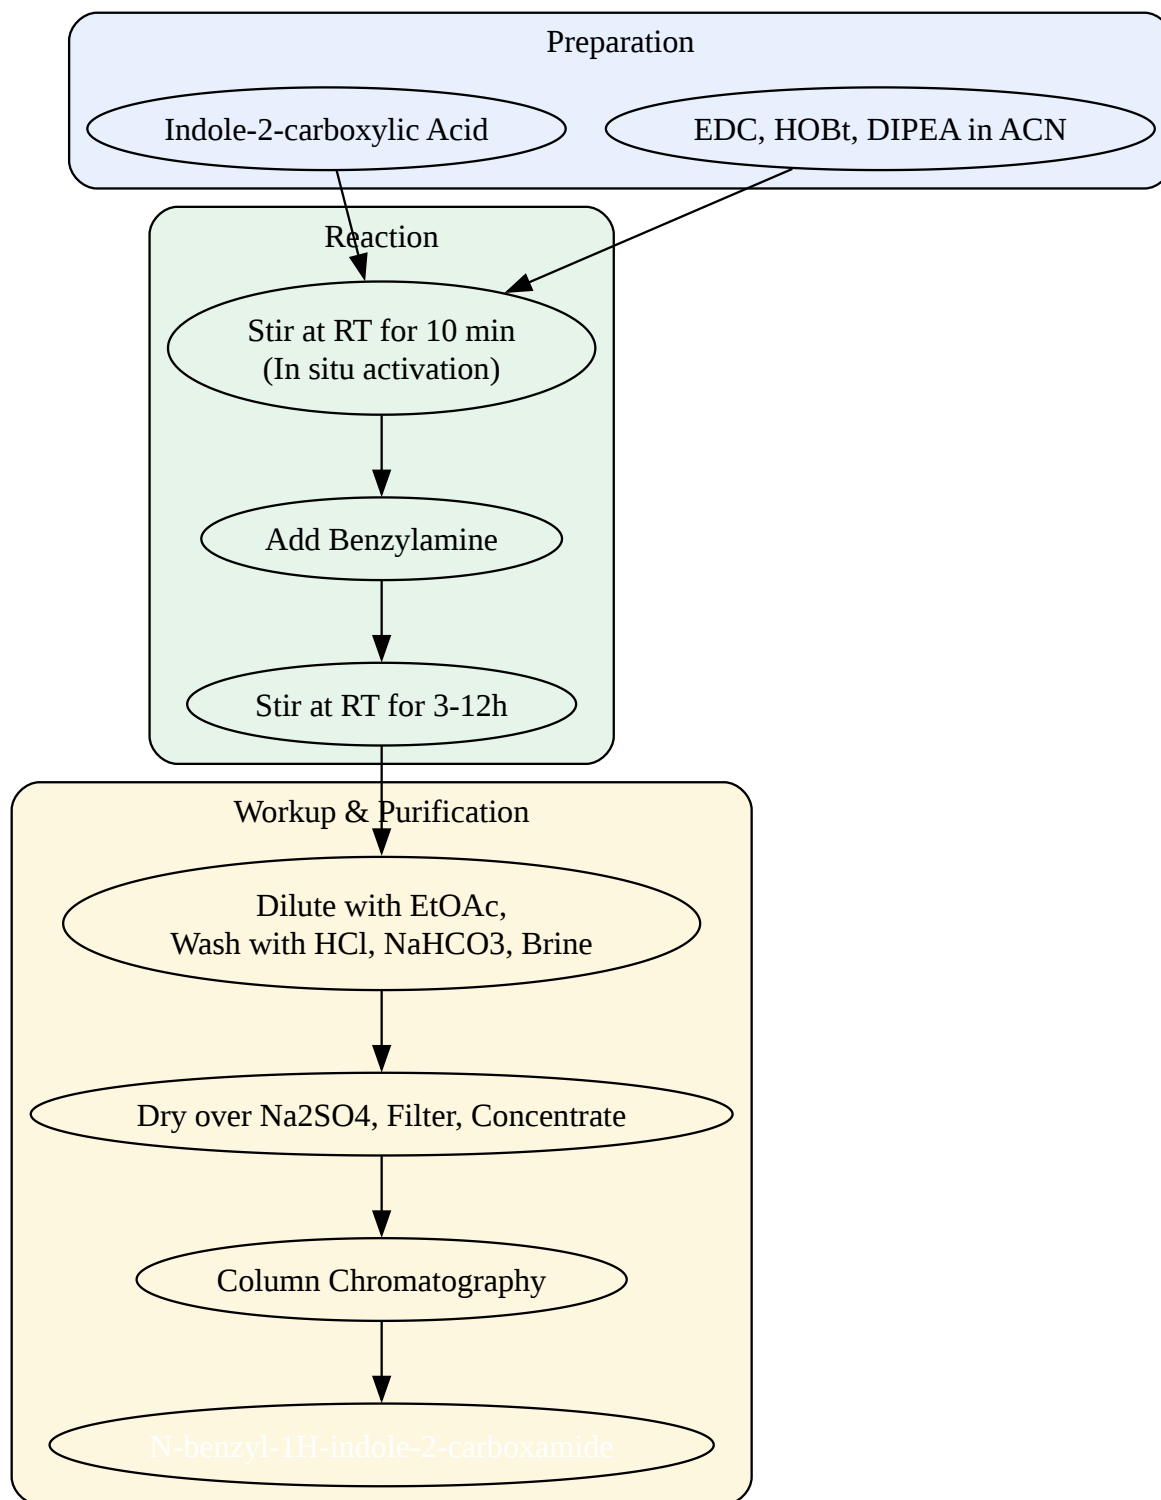 Preparation
Indole-2-carboxylic Acid
EDC, HOBt, DIPEA in ACN
Reaction
Stir at RT for 10 min
(In situ activation)
Add Benzylamine
Stir at RT for 3-12h
Workup & Purification
Dilute with EtOAc,
Wash with HCl, NaHCO3, Brine
Dry over Na2SO4, Filter, Concentrate
Column Chromatography
N-benzyl-1H-indole-2-carboxamide